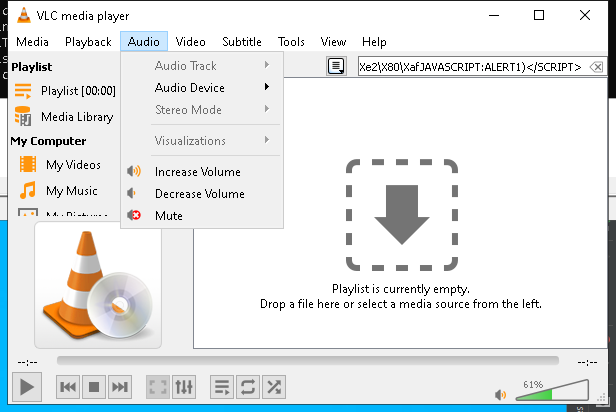 VLC media player
Media Playback Audio Video Subtitle Tools View Help
Playlist
Xe2\X80\XafJAVASCRIPT:ALERT1)</SCRIPT>
Playlist [00:00]
Media Library
My Computer
My Videos
My Music
My Pictures
Audio Track
Audio Device
Stereo Mode
Visualizations
Increase Volume
Decrease Volume
Mute
Playlist is currently empty.
Drop a file here or select a media source from the left.
--:-- --:--
61%